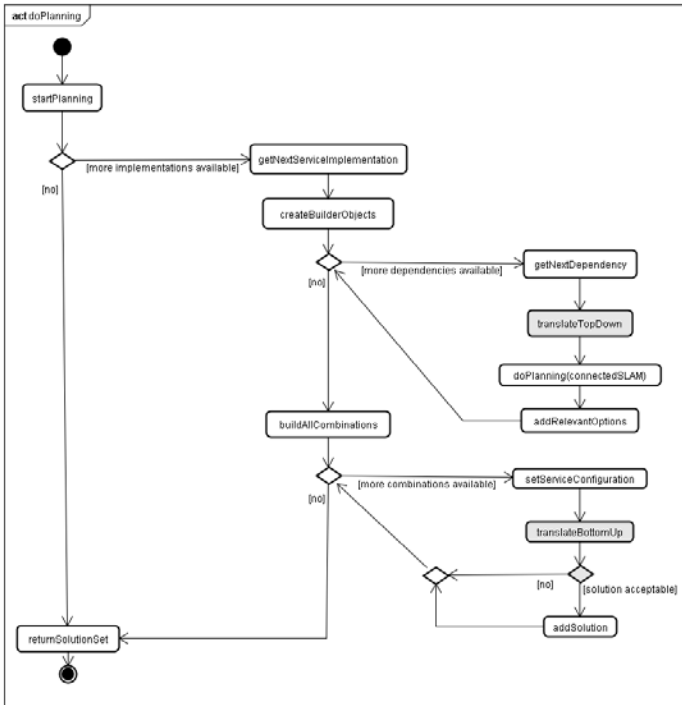 act doPlanning
startPlanning
getNextServiceImplementation
[more implementations available]
[no]
createBuilderObjects
getNextDependency
[more dependencies available]
[no]
translateTopDown
doPlanning(connectedSLAM)
addRelevantOptions
buildAllCombinations
setServiceConfiguration
[more combinations available]
[no]
translateBottomUp
[no]
[solution acceptable]
addSolution
returnSolutionSet